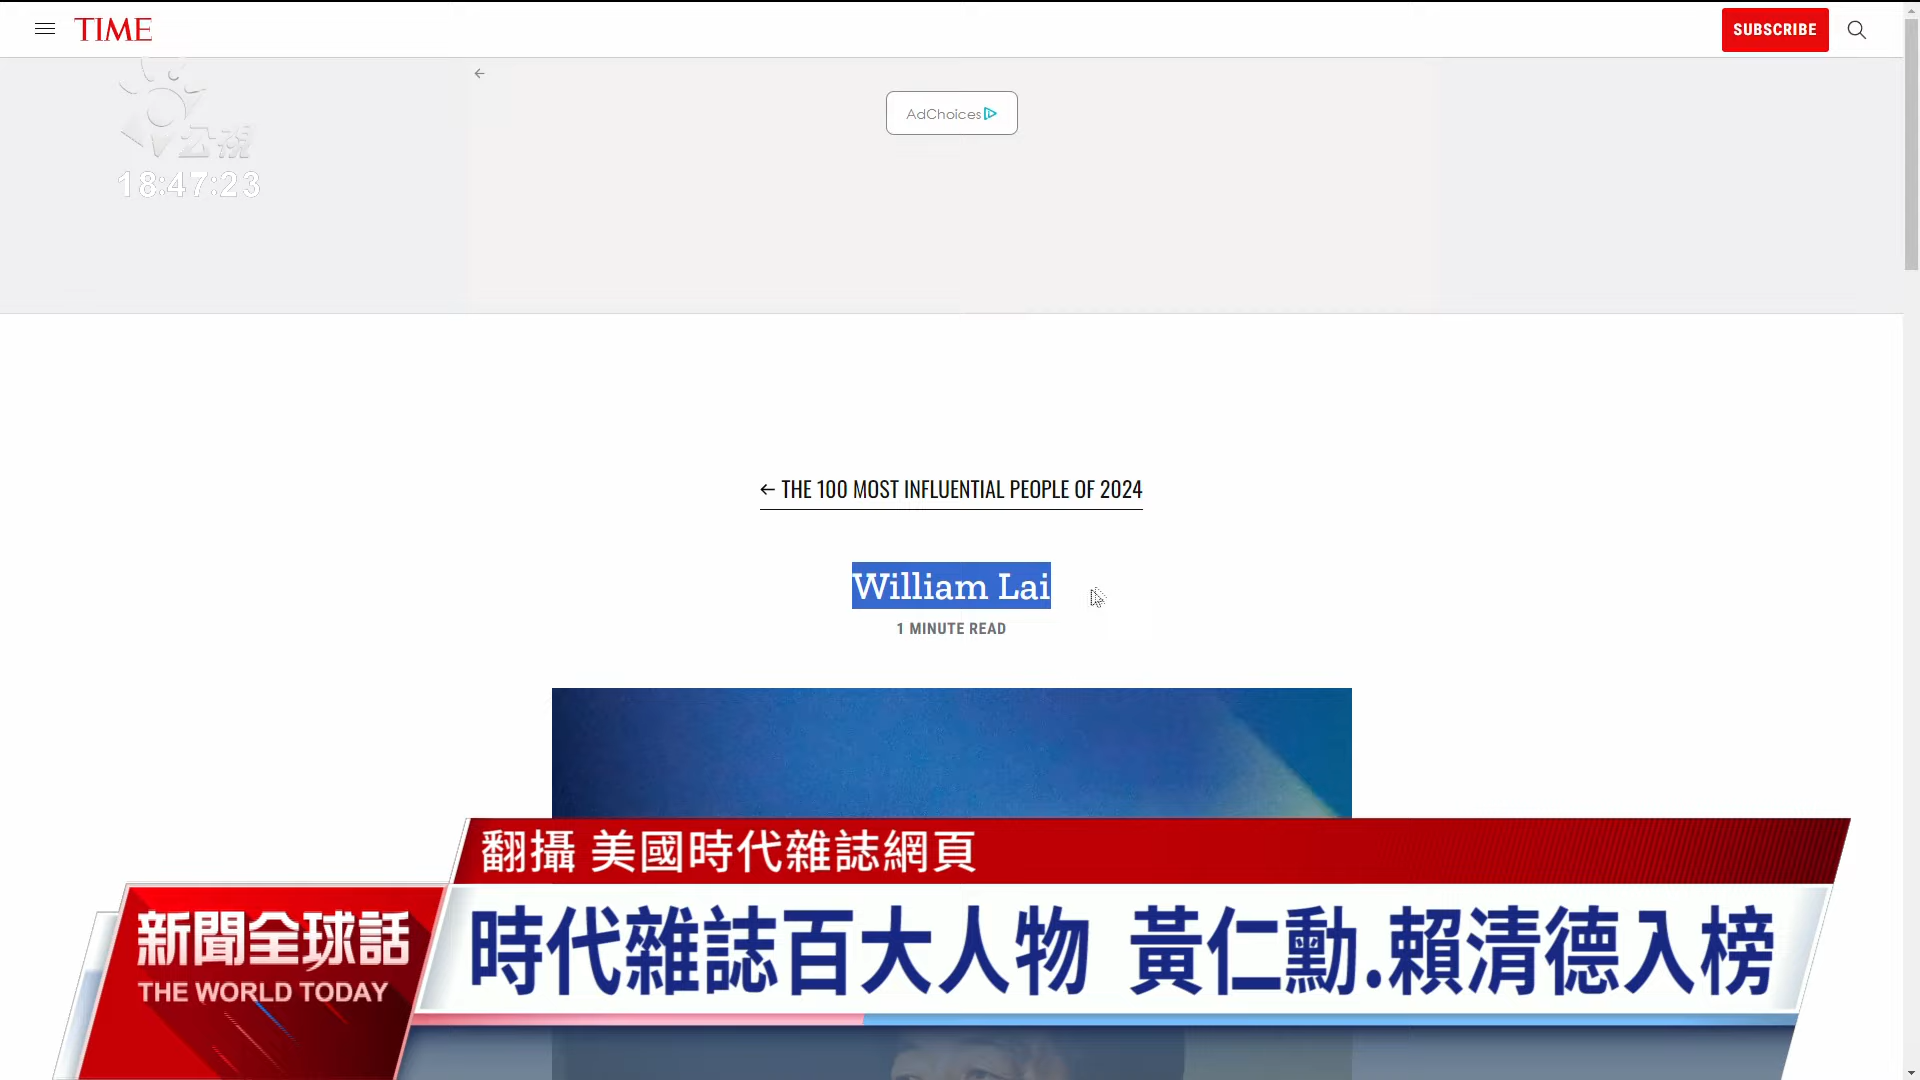 TIME
SUBSCRIBE
AdChoices
公視
18:47:23
← THE 100 MOST INFLUENTIAL PEOPLE OF 2024
William Lai
1 MINUTE READ
翻攝 美國時代雜誌網頁
新聞全球話
THE WORLD TODAY
時代雜誌百大人物 黃仁勳.賴清德入榜